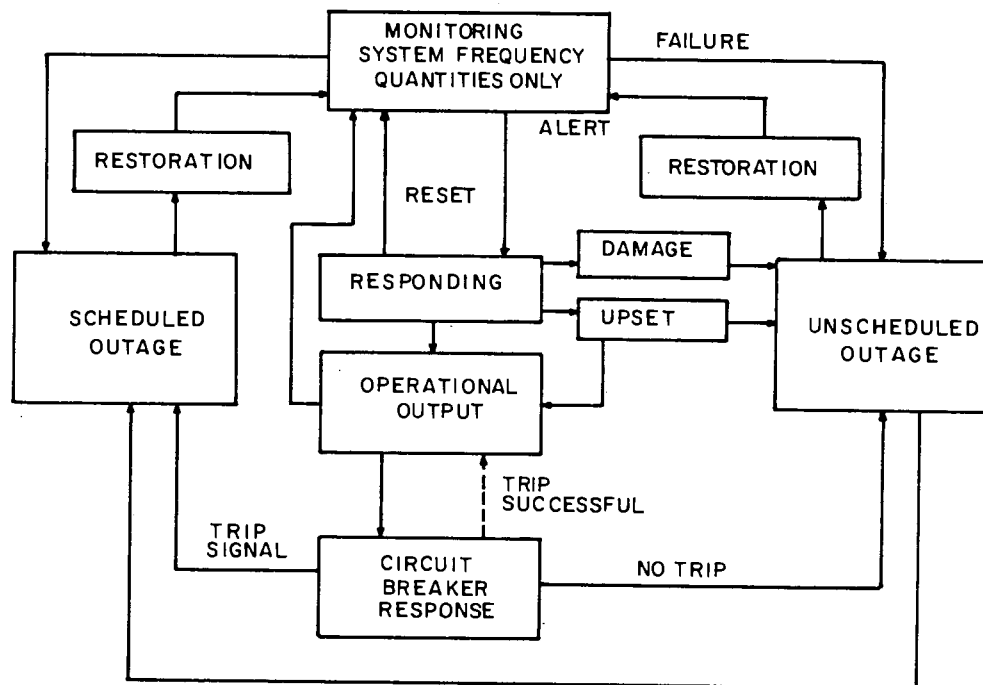 MONITORING
SYSTEM FREQUENCY
QUANTITIES ONLY
FAILURE
ALERT
RESTORATION
RESTORATION
RESET
DAMAGE
RESPONDING
SCHEDULED
OUTAGE
UPSET
UNSCHEDULED
OUTAGE
OPERATIONAL
OUTPUT
TRIP
SUCCESSFUL
TRIP
SIGNAL
CIRCUIT
BREAKER
RESPONSE
NO TRIP